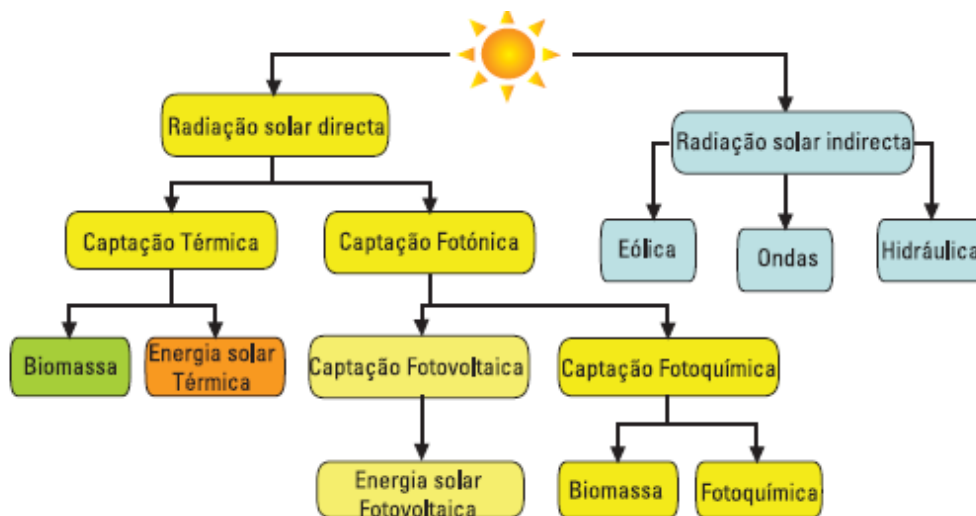 Radiação solar directa
Radiação solar indirecta
Captação Térmica
Captação Fotónica
Eólica
Ondas
Hidráulica
Biomassa
Energia solar
Térmica
Captação Fotovoltaica
Captação Fotoquímica
Energia solar
Fotovoltaica
Biomassa
Fotoquímica